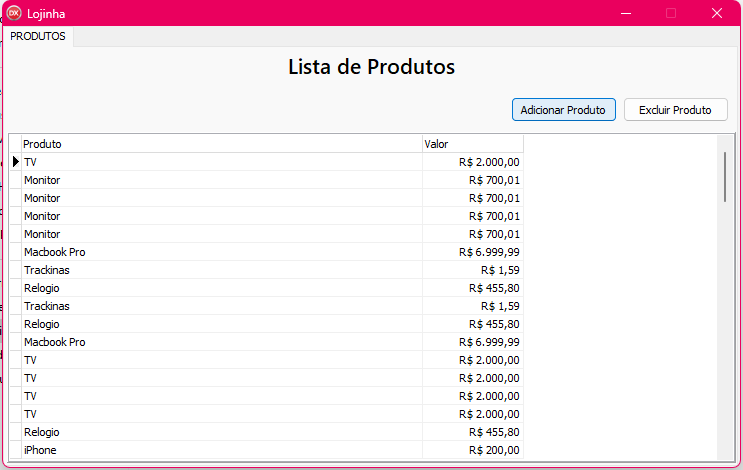 Lojinha
PRODUTOS
Lista de Produtos
Adicionar Produto Excluir Produto
Produto Valor
TV R$ 2.000,00
Monitor R$ 700,01
Monitor R$ 700,01
Monitor R$ 700,01
Monitor R$ 700,01
Macbook Pro R$ 6.999,99
Trackinas R$ 1,59
Relogio R$ 455,80
Trackinas R$ 1,59
Relogio R$ 455,80
Macbook Pro R$ 6.999,99
TV R$ 2.000,00
TV R$ 2.000,00
TV R$ 2.000,00
TV R$ 2.000,00
Relogio R$ 455,80
iPhone R$ 200,00